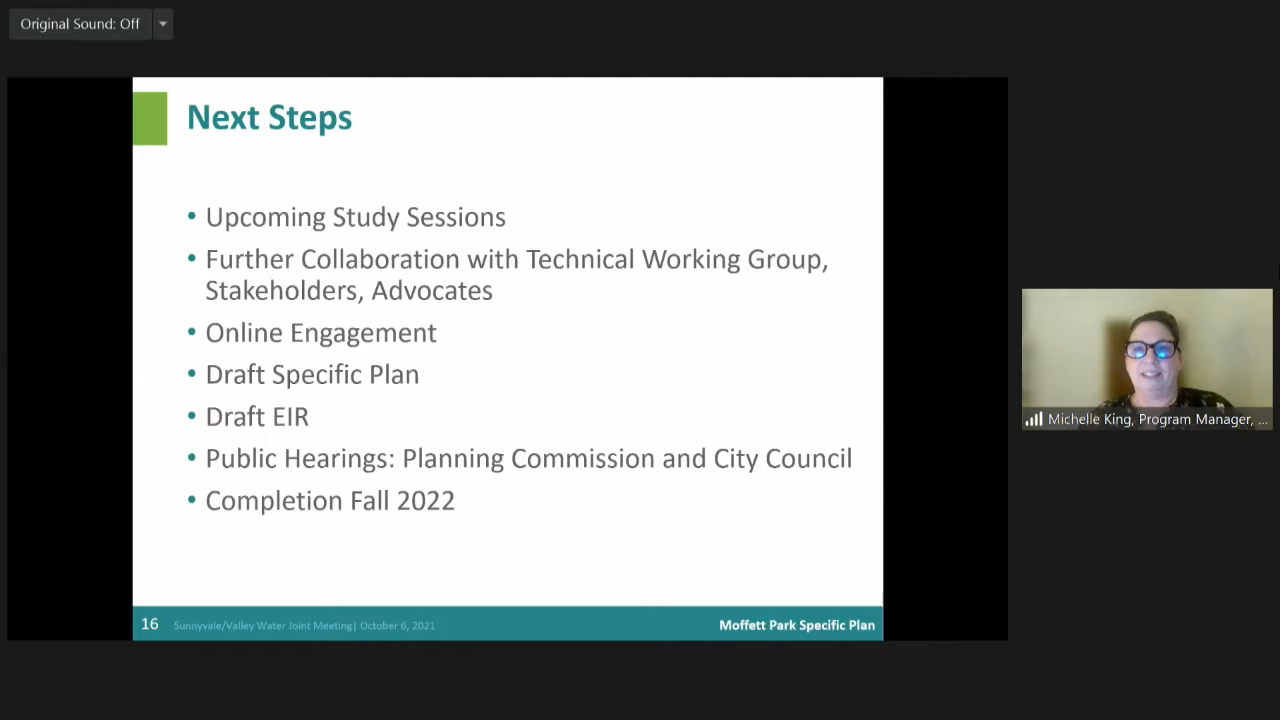 Original Sound: Off
Next Steps
• Upcoming Study Sessions
• Further Collaboration with Technical Working Group,
Stakeholders, Advocates
• Online Engagement
• Draft Specific Plan
• Draft EIR
• Public Hearings: Planning Commission and City Council
• Completion Fall 2022
Michelle King, Program Manager, ...
16 Sunnyvale/Valley Water Joint Meeting| October 6, 2021 Moffett Park Specific Plan